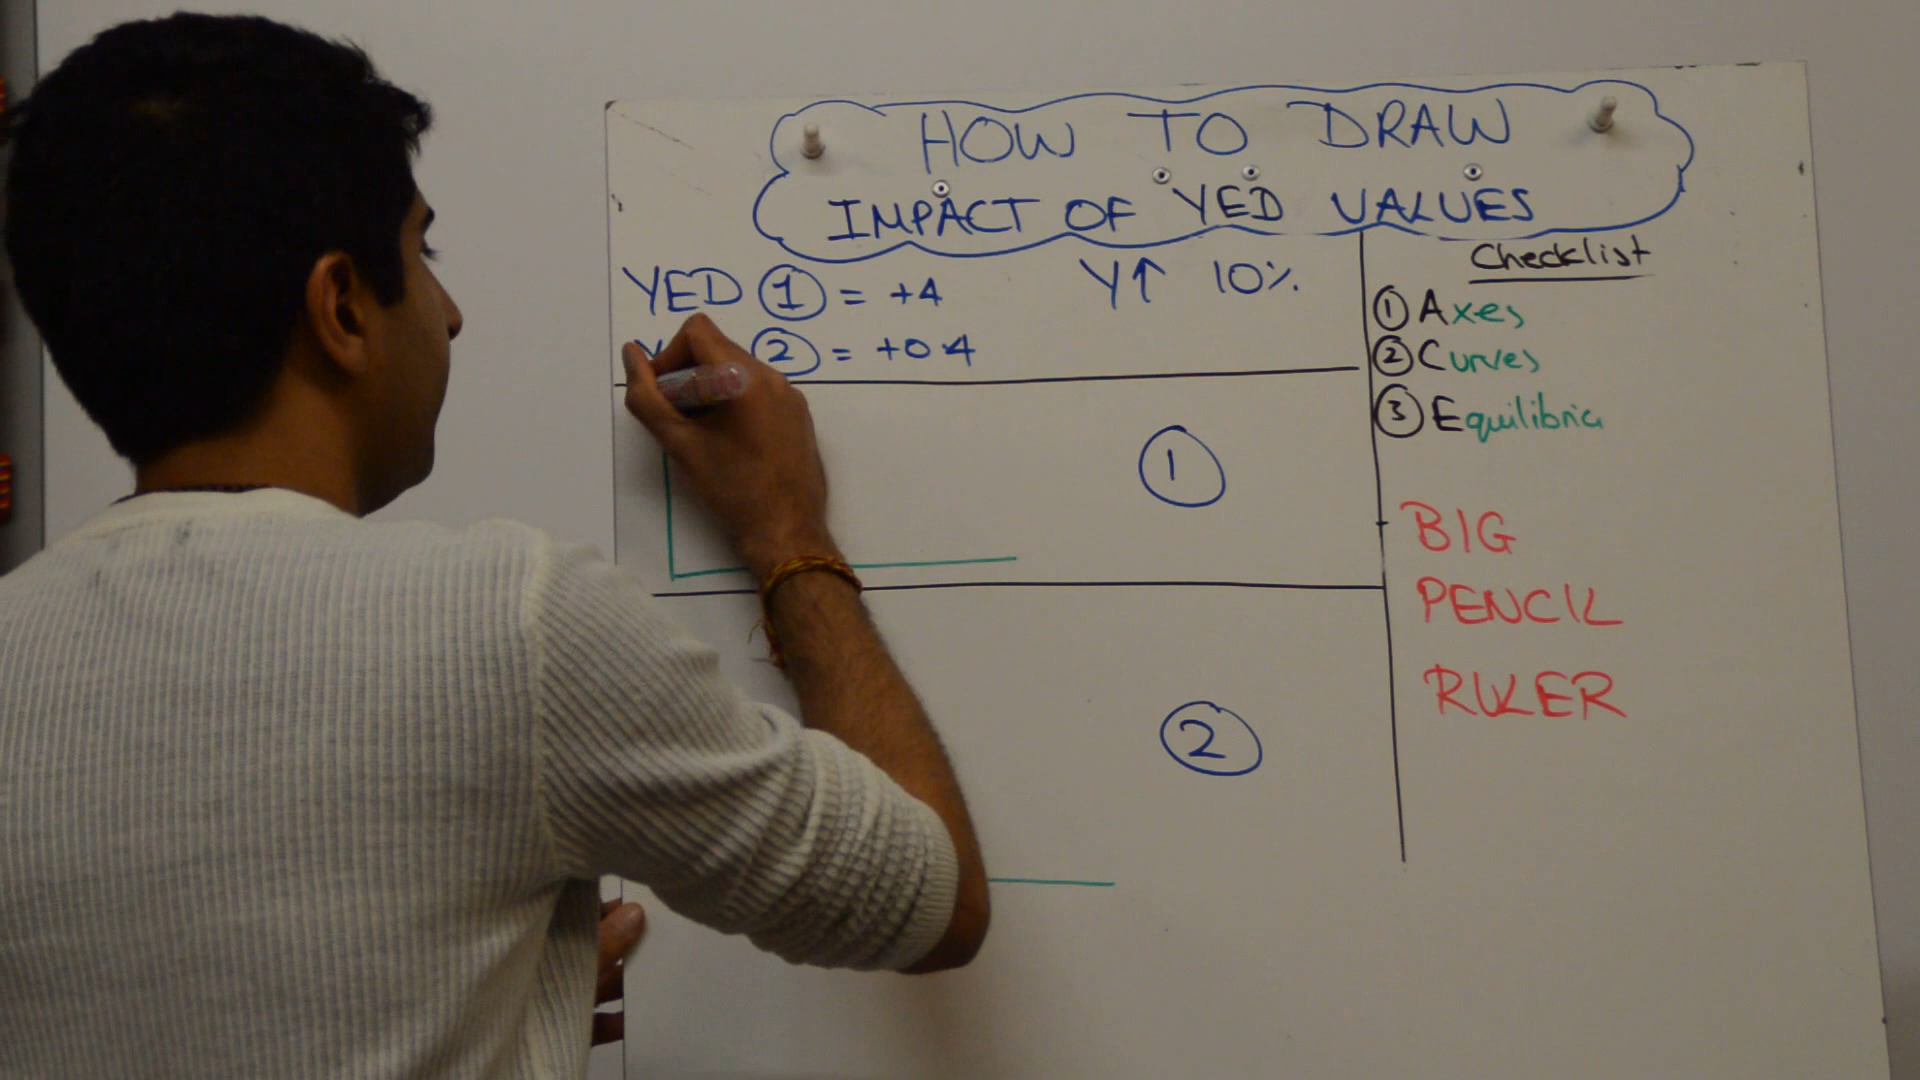 HOW TO DRAW
IMPACT OF YED VALUES
YED 1 = +4
Y↑ 10%
2 = +0.4
Checklist
1 Axes
2 Curves
3 Equilibria
BIG
PENCIL
RULER
1
2